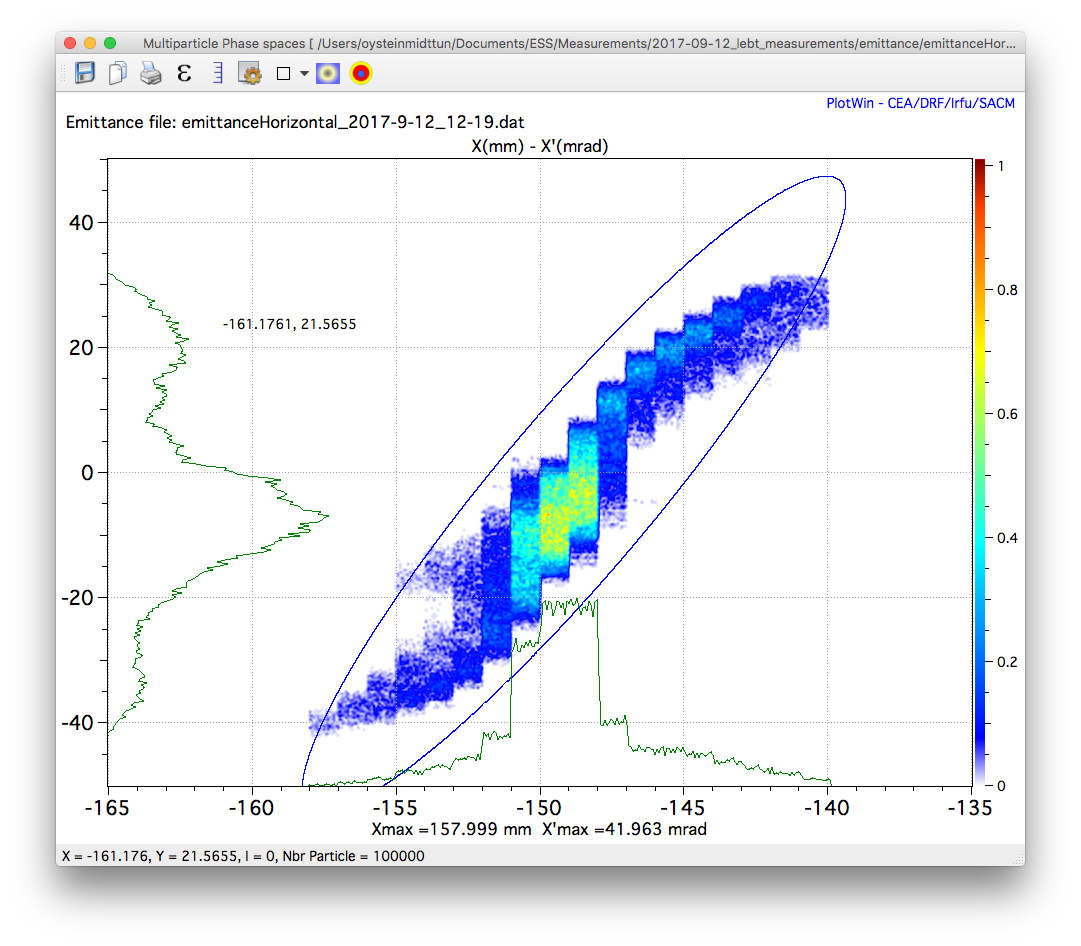 Multiparticle Phase spaces [ /Users/oysteinmidttun/Documents/ESS/Measurements/2017-09-12_lebt_measurements/emittance/emittanceHor...
ε
PlotWin - CEA/DRF/Irfu/SACM
Emittance file: emittanceHorizontal_2017-9-12_12-19.dat
X(mm) - X'(mrad)
1
40
0.8
-161.1761, 21.5655
20
0.6
0
0.4
-20
0.2
-40
0
-165 -160 -155 -150 -145 -140 -135
Xmax =157.999 mm X'max =41.963 mrad
X = -161.176, Y = 21.5655, I = 0, Nbr Particle = 100000